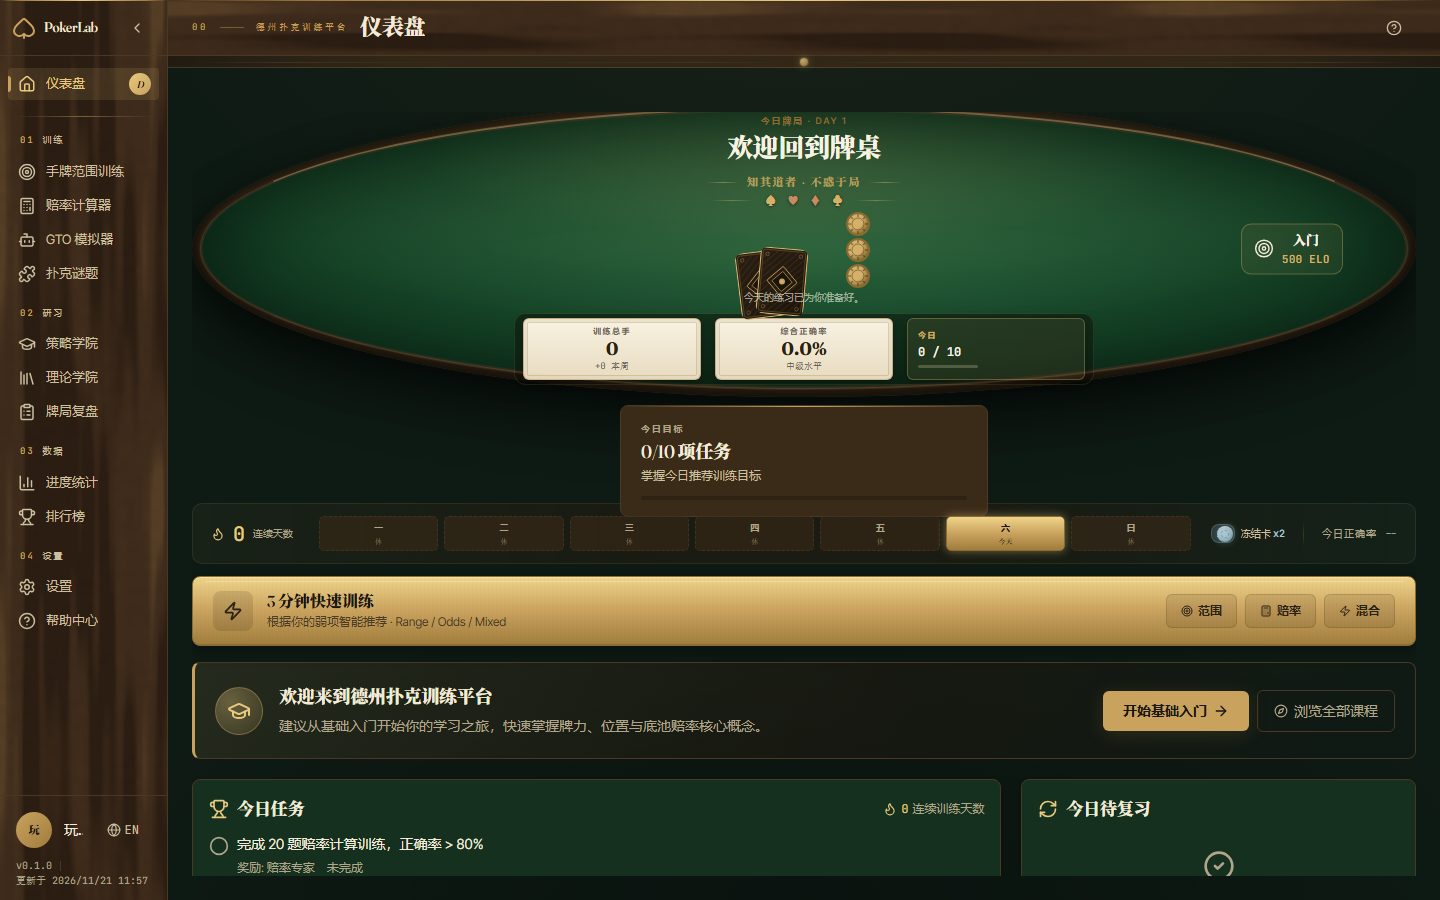 PokerLab
00
德州扑克训练平台
仪表盘
仪表盘
D
01 训练
手牌范围训练
赔率计算器
GTO 模拟器
扑克谜题
02 研习
策略学院
理论学院
牌局复盘
03 数据
进度统计
排行榜
04 设置
设置
帮助中心
玩
玩..
EN
v0.1.0
更新于 2026/11/21 11:57
今日牌局 · DAY 1
欢迎回到牌桌
知其道者 · 不惑于局
今天的练习已为你准备好。
入门
500 ELO
训练总手
0
+0 本周
综合正确率
0.0%
中级水平
今日
0 / 10
今日目标
0/10 项任务
掌握今日推荐训练目标
0 连续天数
一
休
二
休
三
休
四
休
五
休
六
今天
日
休
冻结卡 x2
今日正确率 --
5 分钟快速训练
根据你的弱项智能推荐 · Range / Odds / Mixed
范围
赔率
混合
欢迎来到德州扑克训练平台
建议从基础入门开始你的学习之旅，快速掌握牌力、位置与底池赔率核心概念。
开始基础入门
浏览全部课程
今日任务
0 连续训练天数
完成 20 题赔率计算训练，正确率 > 80%
奖励: 赔率专家 未完成
今日待复习